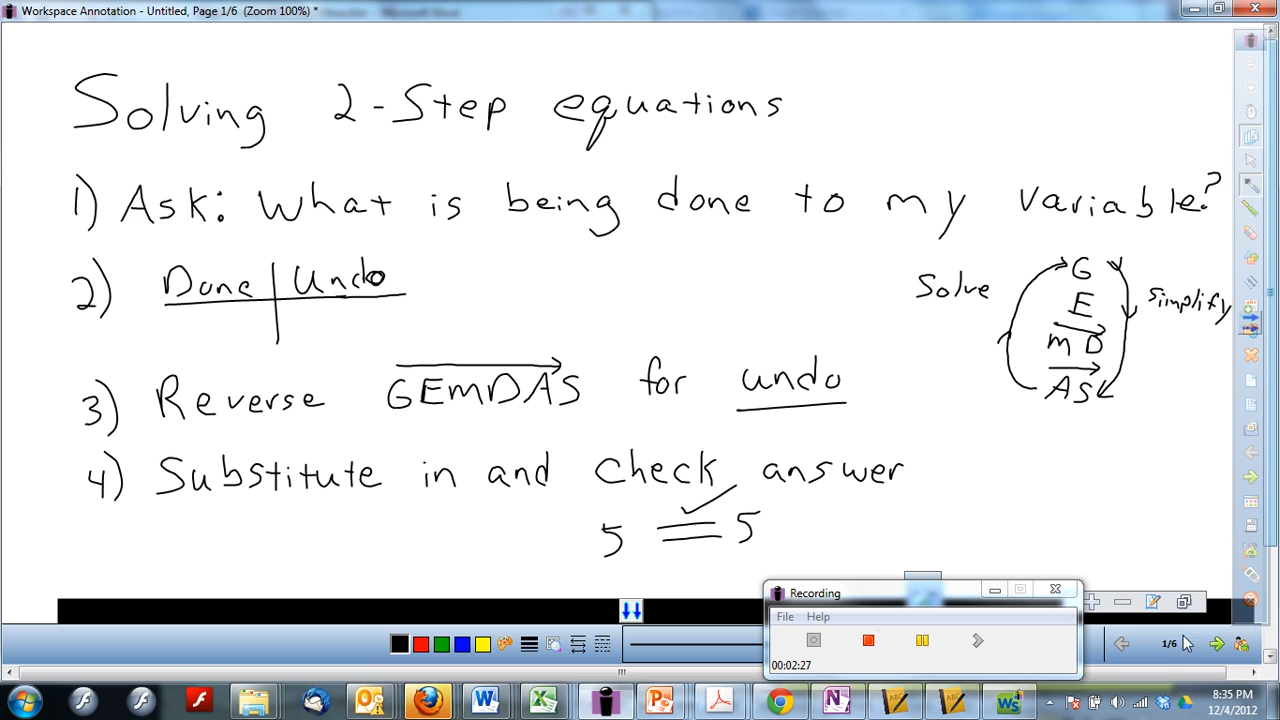 Workspace Annotation - Untitled, Page 1/6 (Zoom 100%) *
Solving 2-Step equations
1) Ask: What is being done to my variable?
2) Done | Undo
Solve
G
E
m D
AS
simplify
3) Reverse GEmDAS for undo
4) Substitute in and check answer
5 = 5
Recording
File Help
00:02:27
1/6
8:35 PM
12/4/2012